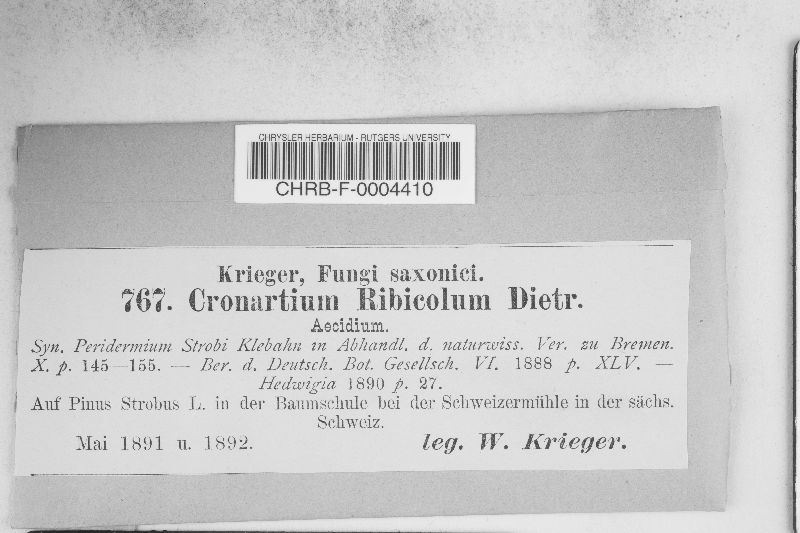 CHRYSLER HERBARIUM - RUTGERS UNIVERSITY
CHRB-F-0004410
Krieger, Fungi saxonici.
767. Cronartium Ribicolum Dietr.
Aecidium.
Syn. Peridermium Strobi Klebahn in Abhandl. d. naturwiss. Ver. zu Bremen.
X. p. 145—155. — Ber. d. Deutsch. Bot. Gesellsch. VI. 1888 p. XLV. —
Hedwigia 1890 p. 27.
Auf Pinus Strobus L. in der Baumschule bei der Schweizermühle in der sächs.
Schweiz.
Mai 1891 u. 1892. leg. W. Krieger.